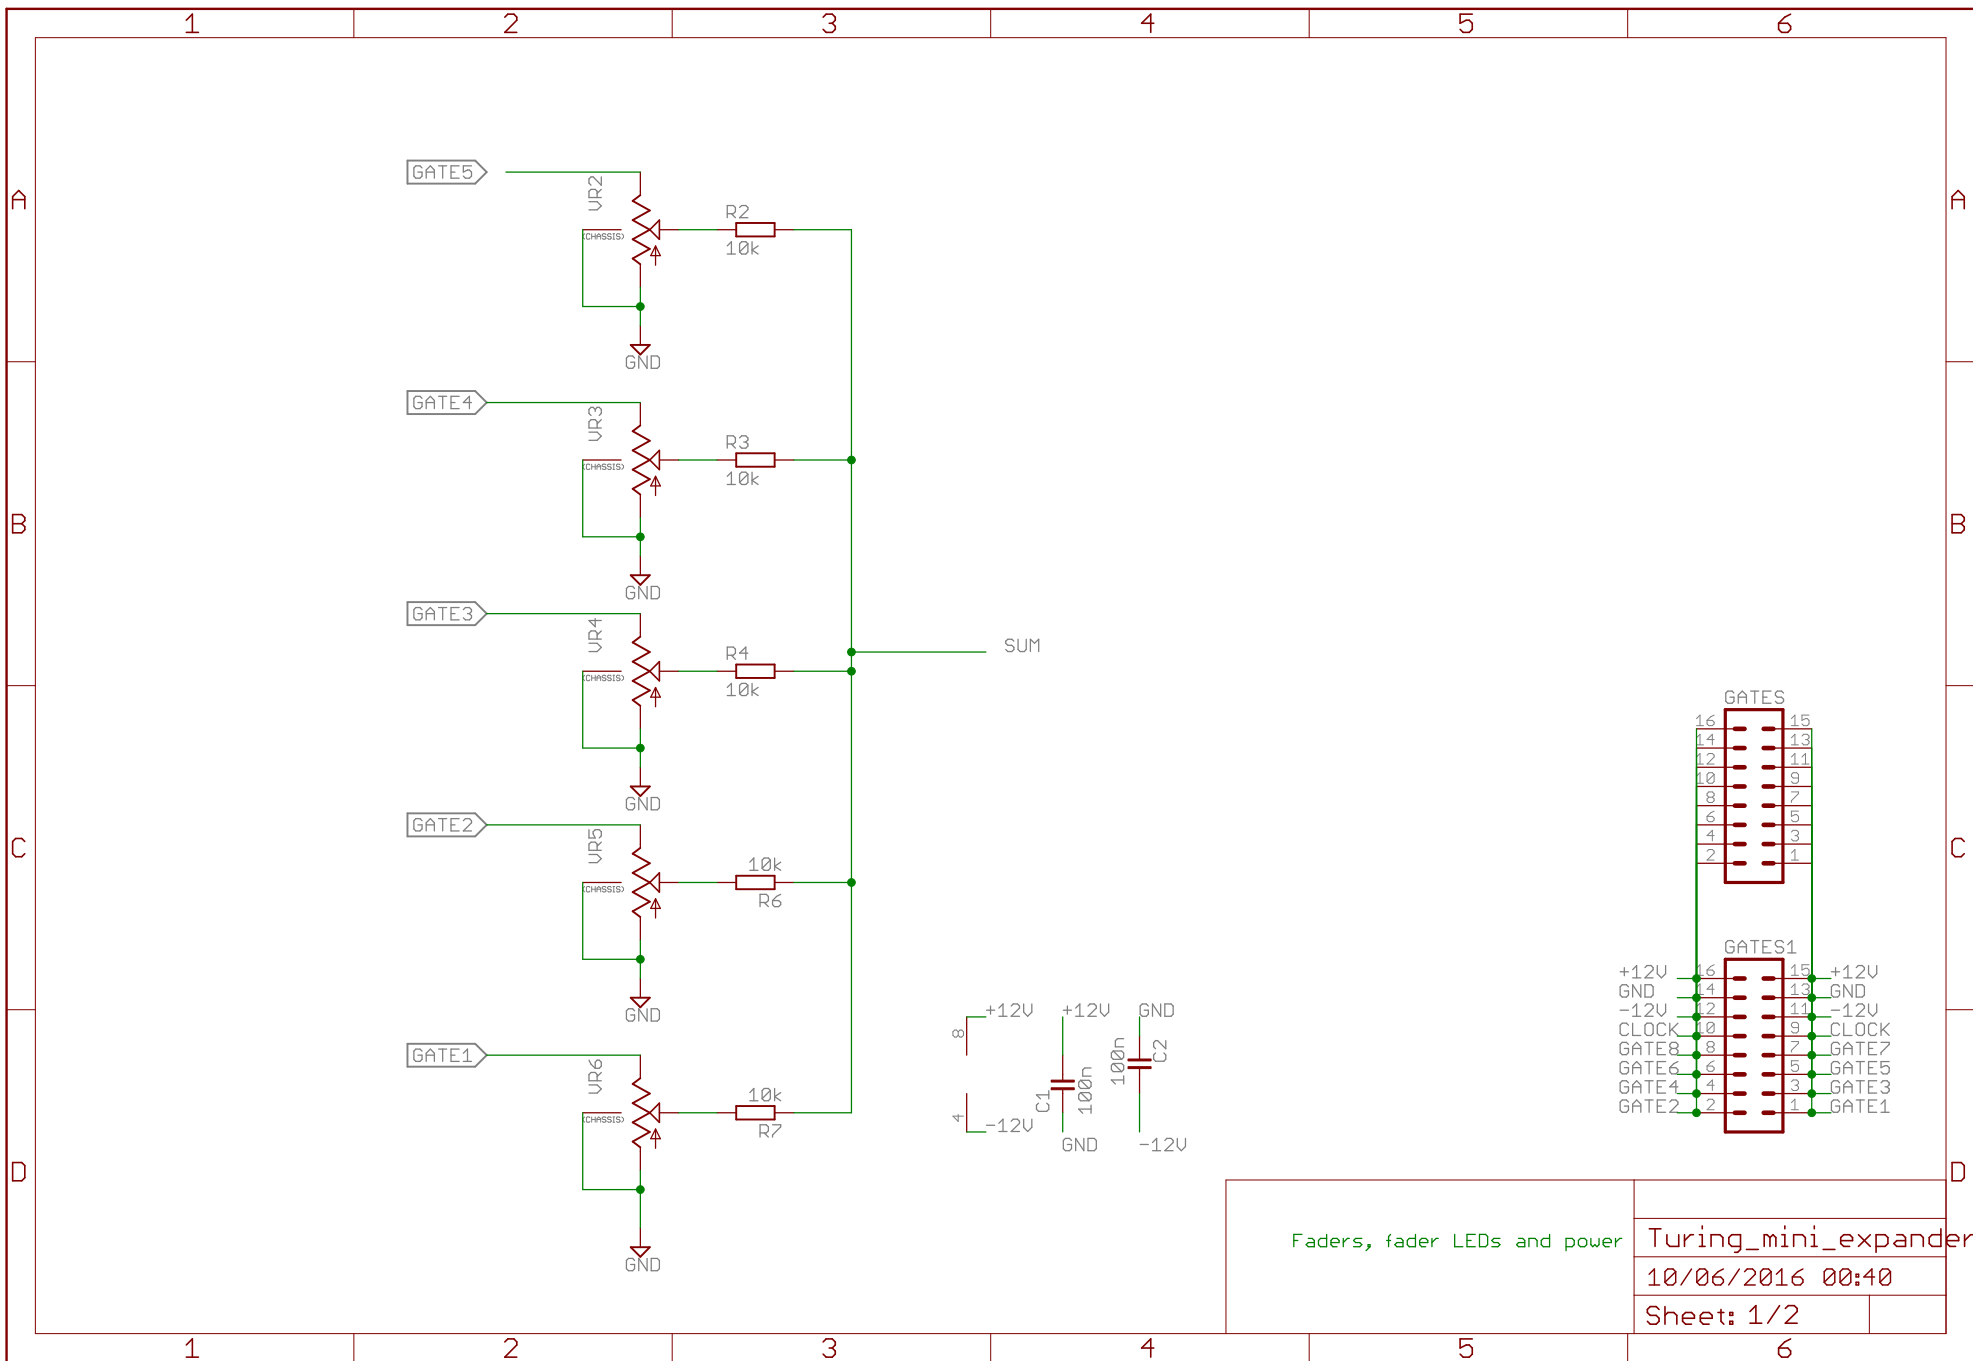 1 2 3 4 5 6
A A
GATE5
VR2
(CHASSIS)
R2
10k
GND
GATE4
VR3
(CHASSIS)
R3
10k
B B
GND
GATE3
VR4
(CHASSIS)
R4
10k
SUM
GND
GATE2
VR5
(CHASSIS)
10k
R6
C C
GND
GATE1
VR6
(CHASSIS)
10k
R7
GND
8 +12V
4 -12V
+12V
C1
100n
GND
GND
100n
C2
-12V
GATES
16 15
14 13
12 11
10 9
8 7
6 5
4 3
2 1
GATES1
+12V 16 15 +12V
GND 14 13 GND
-12V 12 11 -12V
CLOCK 10 9 CLOCK
GATE8 8 7 GATE7
GATE6 6 5 GATE5
GATE4 4 3 GATE3
GATE2 2 1 GATE1
D D
Faders, fader LEDs and power
Turing_mini_expander
10/06/2016 00:40
Sheet: 1/2
1 2 3 4 5 6